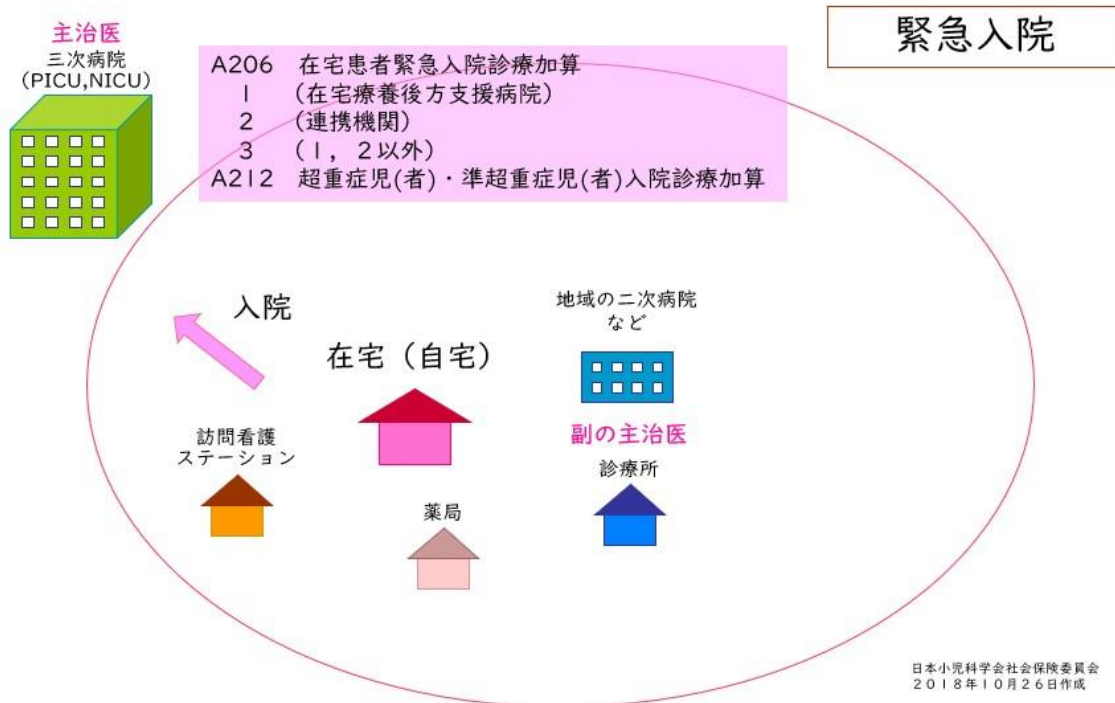 緊急入院
主治医
三次病院
(PICU,NICU)
A206 在宅患者緊急入院診療加算
1 (在宅療養後方支援病院)
2 (連携機関)
3 (1,2以外)
A212 超重症児(者)・準超重症児(者)入院診療加算
入院
在宅(自宅)
地域の二次病院
など
副の主治医
訪問看護
ステーション
薬局
診療所
日本小児科学会社会保険委員会
2018年10月26日作成